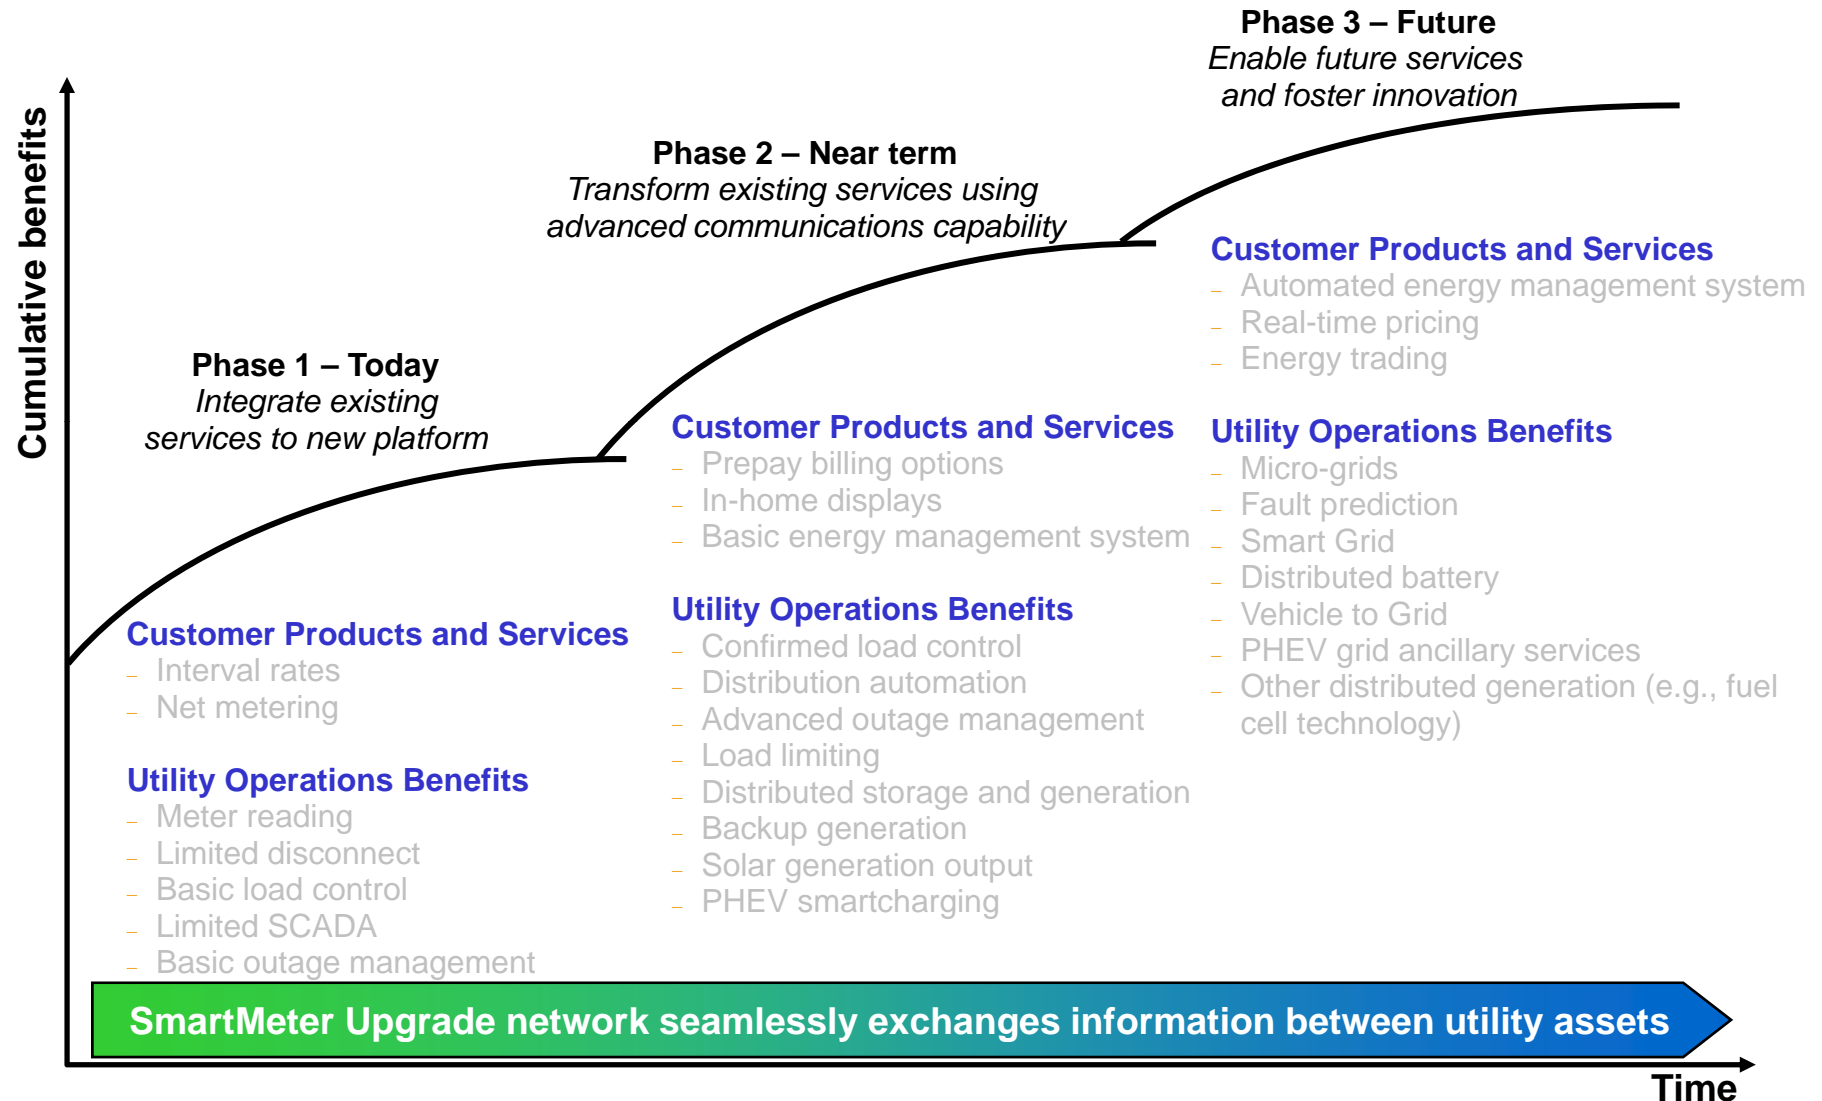 Cumulative benefits
Phase 1 – Today
Integrate existing
services to new platform
Customer Products and Services
– Interval rates
– Net metering
Utility Operations Benefits
– Meter reading
– Limited disconnect
– Basic load control
– Limited SCADA
– Basic outage management
Phase 2 – Near term
Transform existing services using
advanced communications capability
Customer Products and Services
– Prepay billing options
– In-home displays
– Basic energy management system
Utility Operations Benefits
– Confirmed load control
– Distribution automation
– Advanced outage management
– Load limiting
– Distributed storage and generation
– Backup generation
– Solar generation output
– PHEV smartcharging
Phase 3 – Future
Enable future services
and foster innovation
Customer Products and Services
– Automated energy management system
– Real-time pricing
– Energy trading
Utility Operations Benefits
– Micro-grids
– Fault prediction
– Smart Grid
– Distributed battery
– Vehicle to Grid
– PHEV grid ancillary services
– Other distributed generation (e.g., fuel
cell technology)
SmartMeter Upgrade network seamlessly exchanges information between utility assets
Time